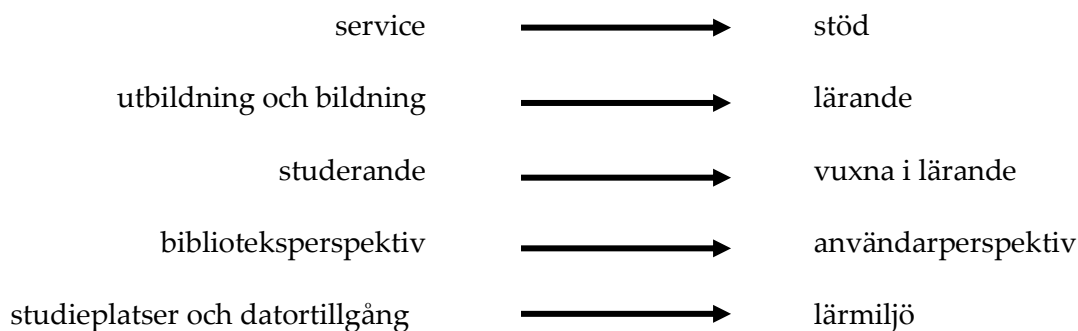 service stöd
utbildning och bildning lärande
studerande vuxna i lärande
biblioteksperspektiv användarperspektiv
studieplatser och datortillgång lärmiljö